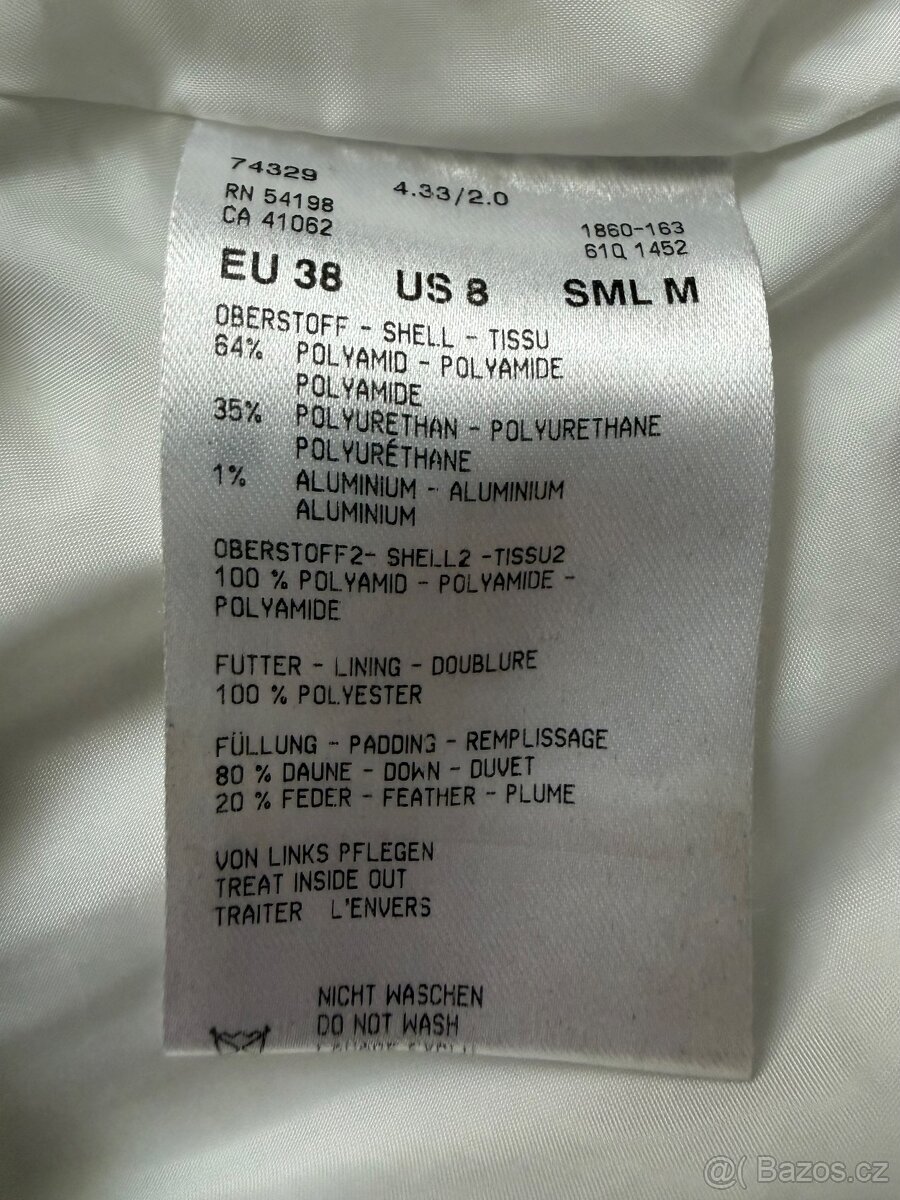 74329 4.33/2.0
RN 54198
CA 41062 1860-163
61Q 1452
EU 38 US 8 SML M
OBERSTOFF - SHELL - TISSU
64% POLYAMID - POLYAMIDE
POLYAMIDE
35% POLYURETHAN - POLYURETHANE
POLYURÉTHANE
1% ALUMINIUM - ALUMINIUM
ALUMINIUM
OBERSTOFF2- SHELL2 -TISSU2
100 % POLYAMID - POLYAMIDE -
POLYAMIDE
FUTTER - LINING - DOUBLURE
100 % POLYESTER
FÜLLUNG - PADDING - REMPLISSAGE
80 % DAUNE - DOWN - DUVET
20 % FEDER - FEATHER - PLUME
VON LINKS PFLEGEN
TREAT INSIDE OUT
TRAITER L'ENVERS
NICHT WASCHEN
DO NOT WASH
@( Bazos.cz